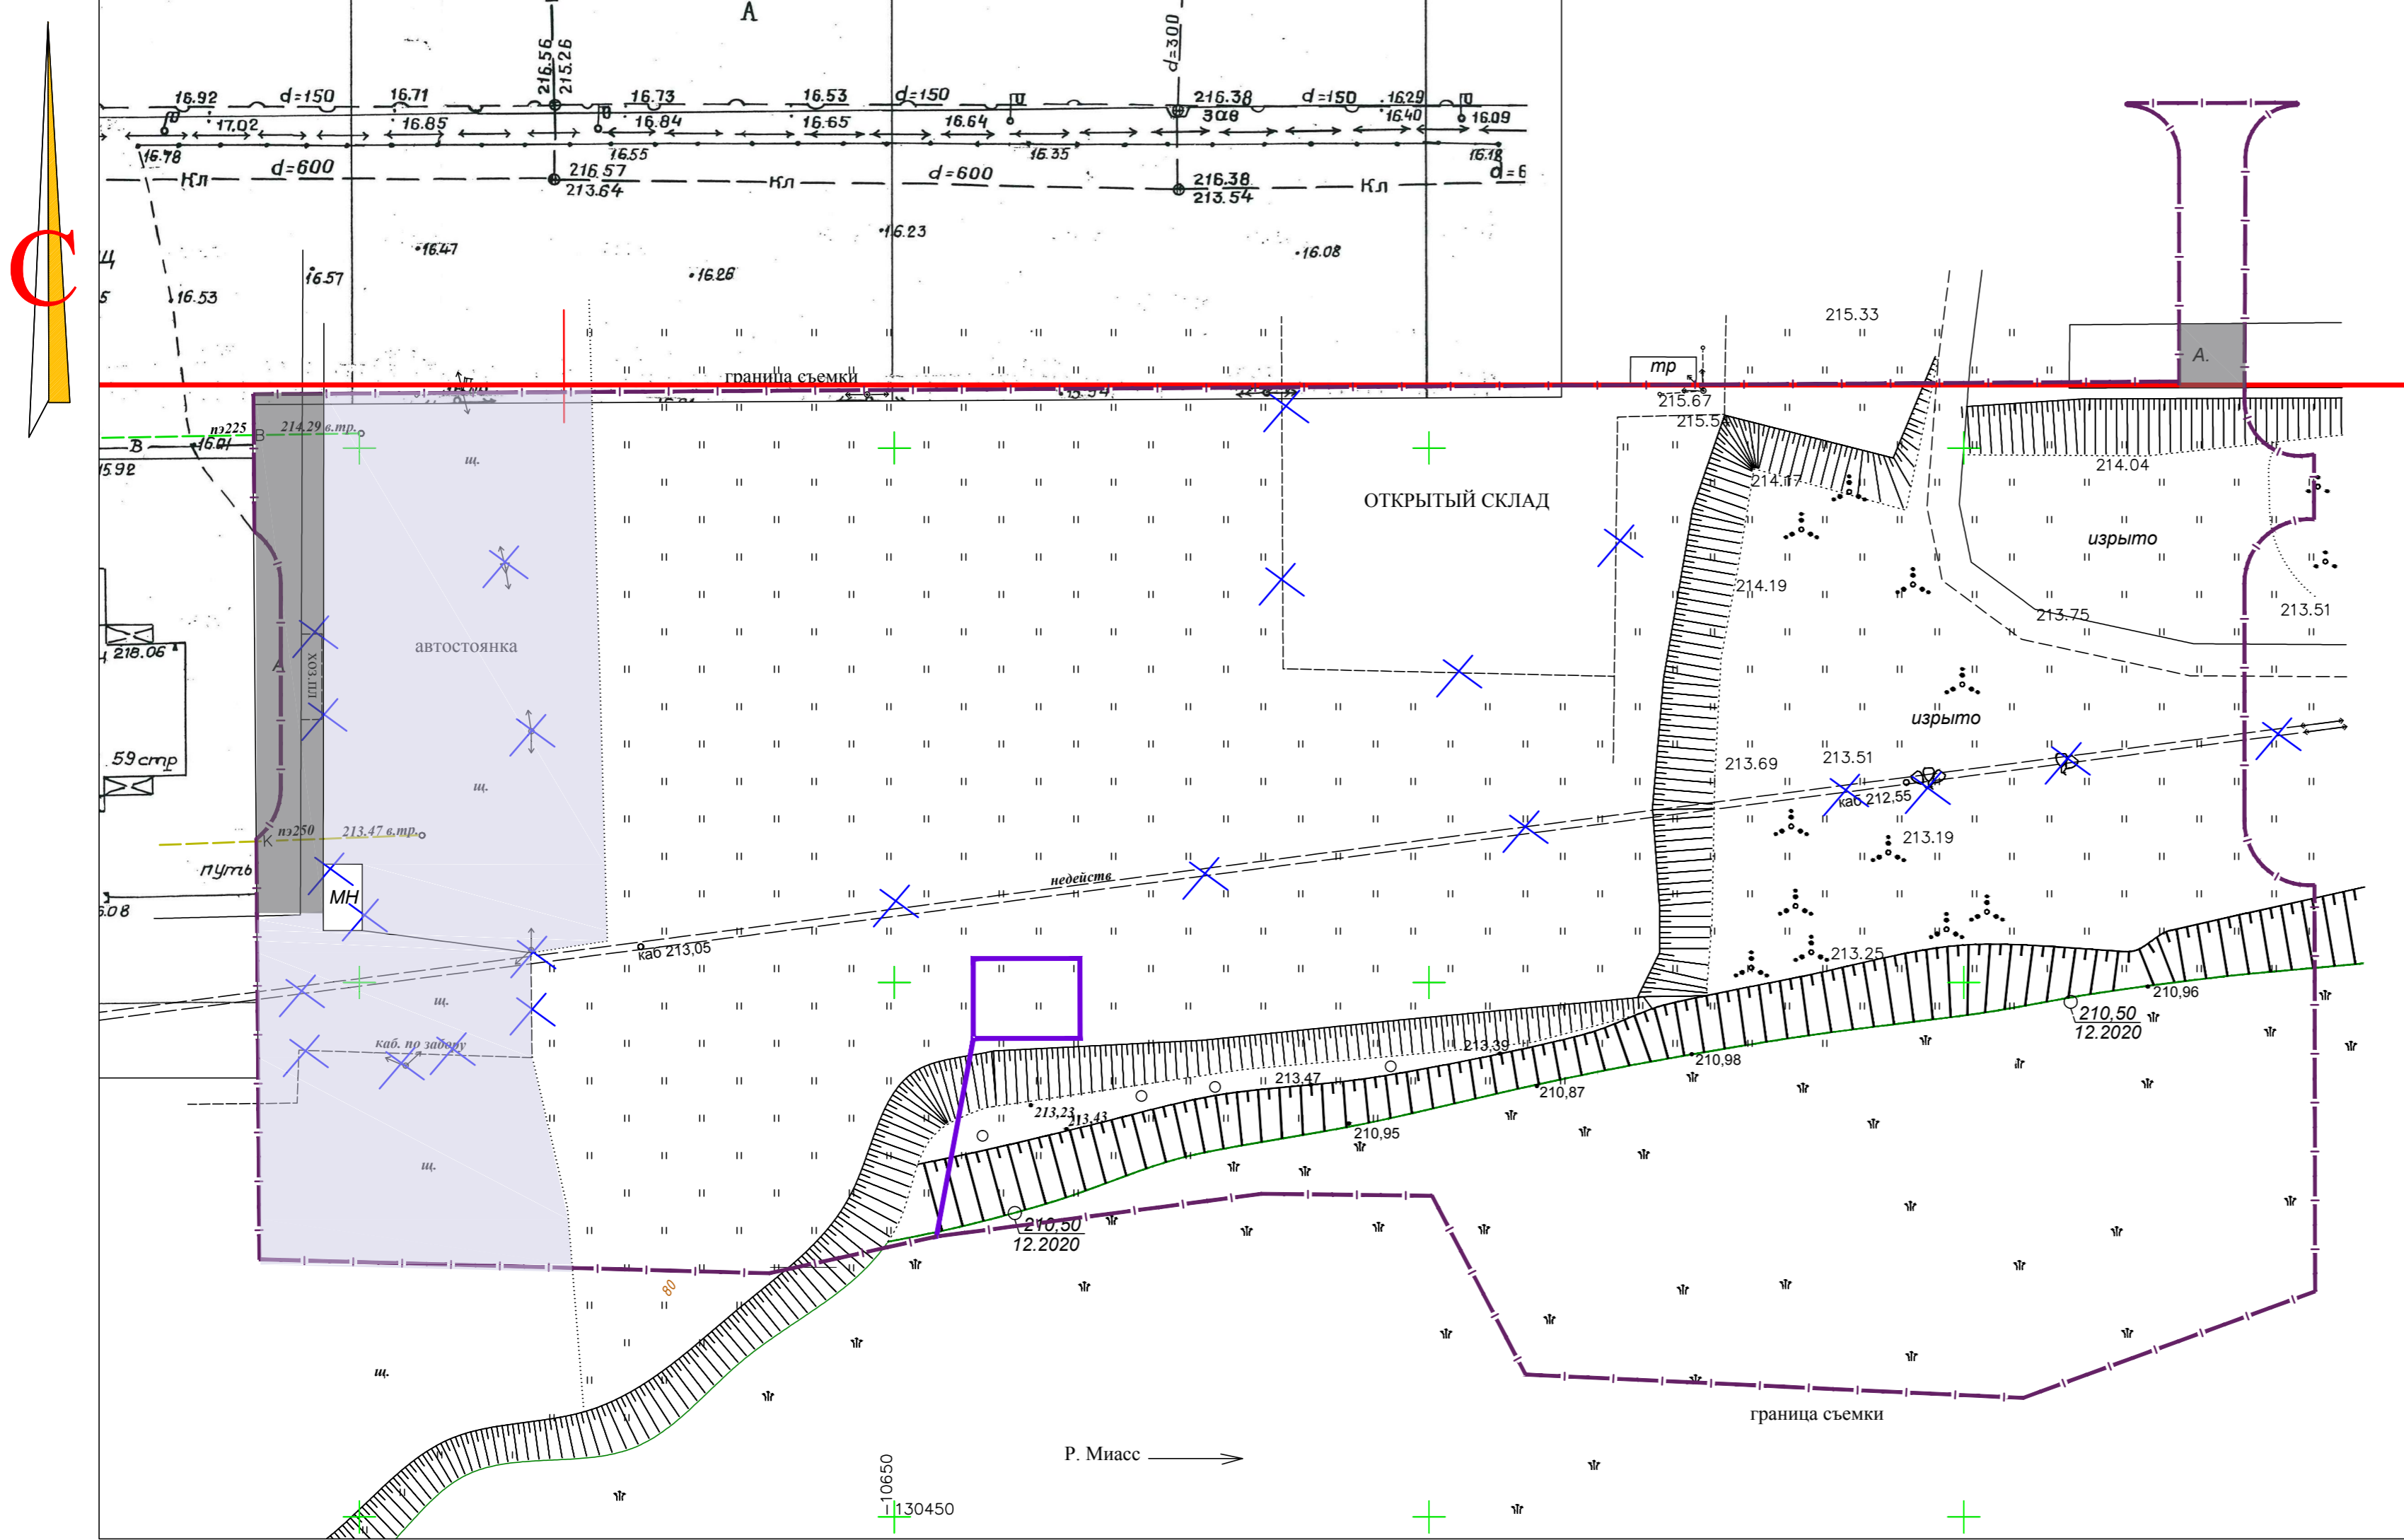 А
216.56
215.26
d=300
16.92
d=150
16.71
16.73
16.53
d=150
216.38
308
d=150
16.29
17.02
16.85
16.84
16.65
16.64
16.40
16.09
16.78
16.55
16.35
16.18
Кл
d=600
216.57
213.64
Кл
d=600
216.38
213.54
Кл
d=6
С
16.47
16.23
16.08
16.57
16.26
5
16.53
215.33
граница съемки
тр
А.
215.67
215.5
пэ225
В
214.29 в.тр.
В
16.01
15.92
щ.
214.04
214.17
ОТКРЫТЫЙ СКЛАД
изрыто
214.19
213.75
213.51
218.06
автостоянка
А
хоз.пл
изрыто
59стр
213.69
213.51
щ.
каб 212,55
пэ250
213.47 в.тр.
К
213.19
путь
недейств
МН
6.08
каб 213,05
213.25
щ.
210,96
210,50
12.2020
каб. по забору
213.39
210,98
213.47
210,87
213,23
213,43
210,95
щ.
210,50
12.2020
80
щ.
граница съемки
Р. Миасс
-10650
-130450